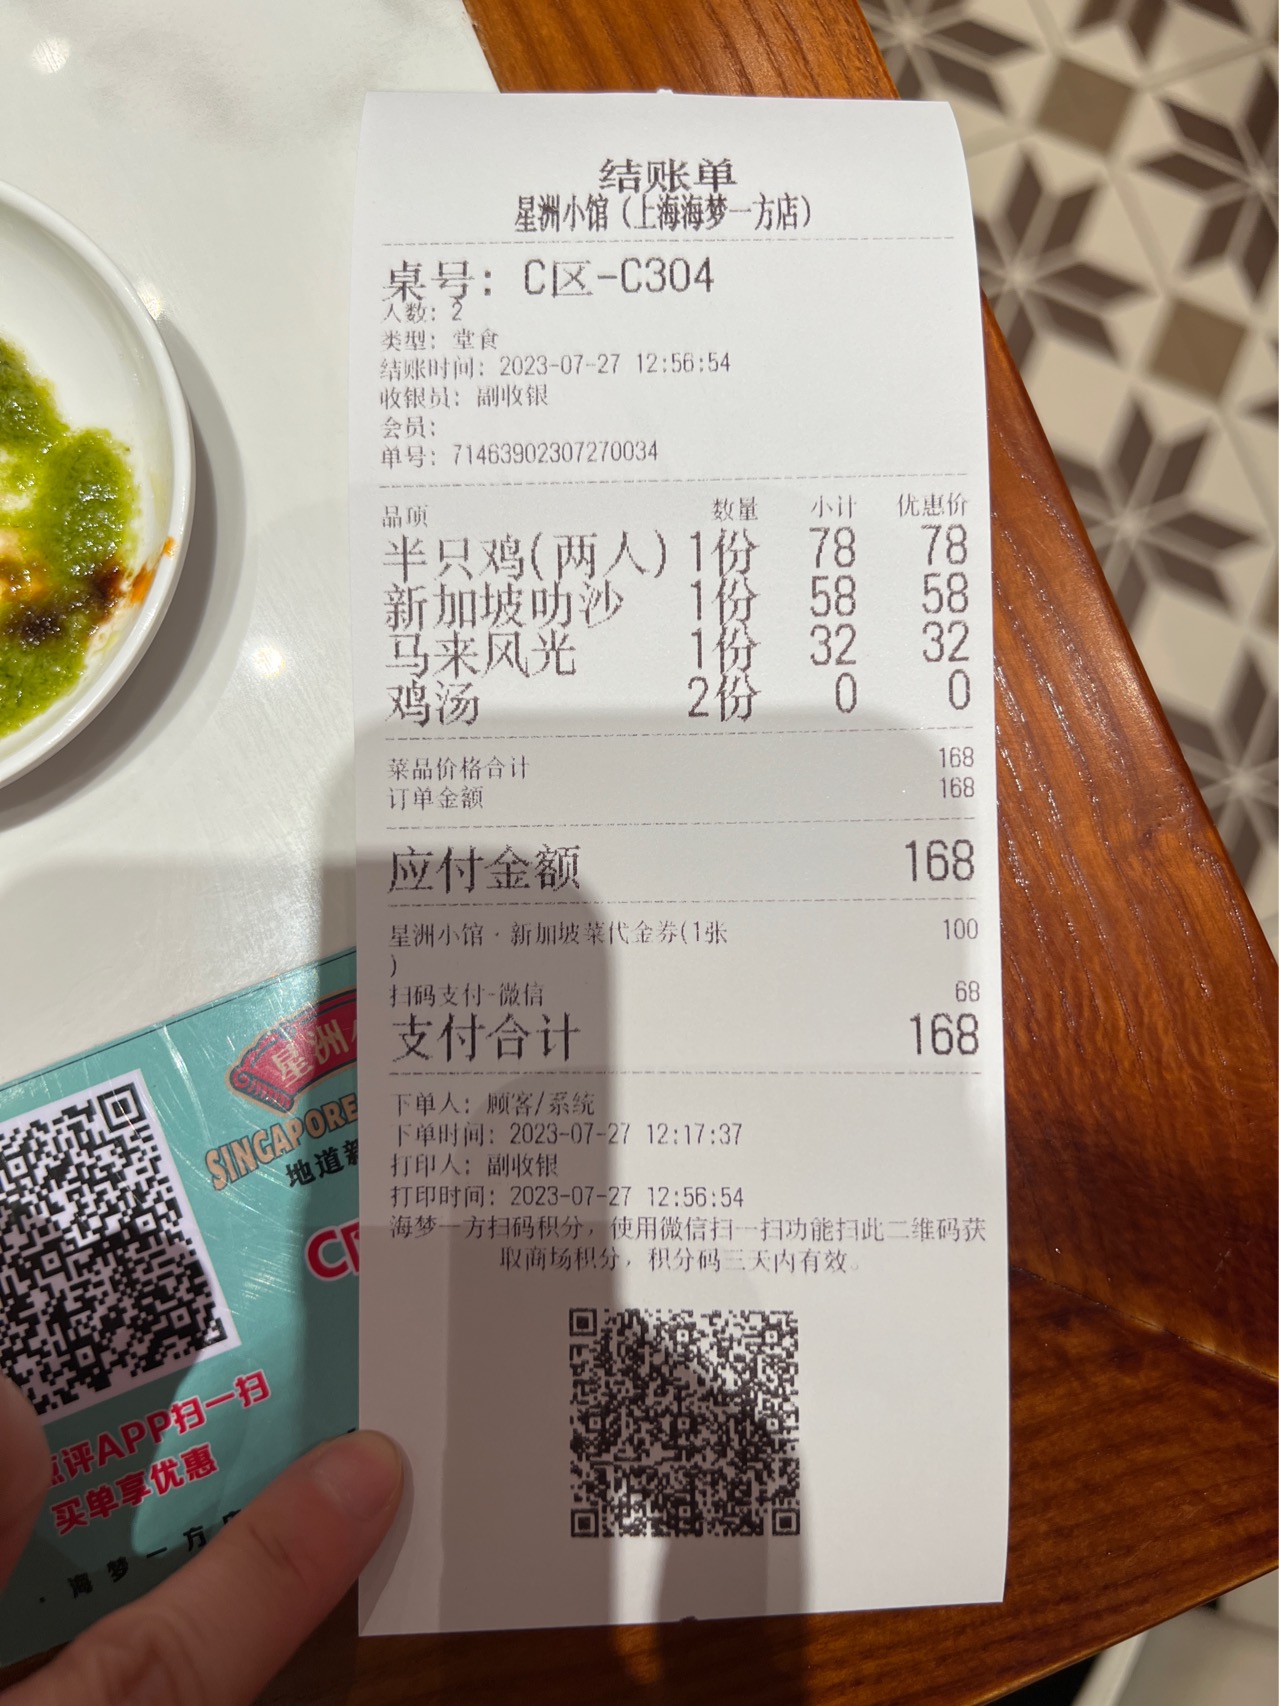 结账单
星洲小馆（上海海梦一方店）
桌号：C区-C304
人数：2
类型：堂食
结账时间：2023-07-27 12:56:54
收银员：副收银
会员：
单号：71463902307270034
品项 数量 小计 优惠价
半只鸡(两人) 1份 78 78
新加坡叻沙 1份 58 58
马来风光 1份 32 32
鸡汤 2份 0 0
菜品价格合计 168
订单金额 168
应付金额 168
星洲小馆·新加坡菜代金券(1张 100
)
扫码支付-微信 68
支付合计 168
下单人：顾客/系统
下单时间：2023-07-27 12:17:37
打印人：副收银
打印时间：2023-07-27 12:56:54
海梦一方扫码积分，使用微信扫一扫功能扫此二维码获
取商场积分，积分码三天内有效。
星洲
SINGAPORE
地道新
C区
点评APP扫一扫
买单享优惠
·海梦一方